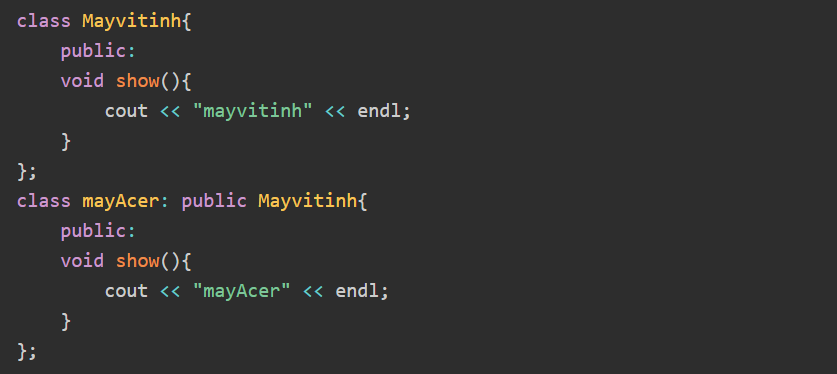 class Mayvitinh{
    public:
    void show(){
        cout << "mayvitinh" << endl;
    }
};
class mayAcer: public Mayvitinh{
    public:
    void show(){
        cout << "mayAcer" << endl;
    }
};